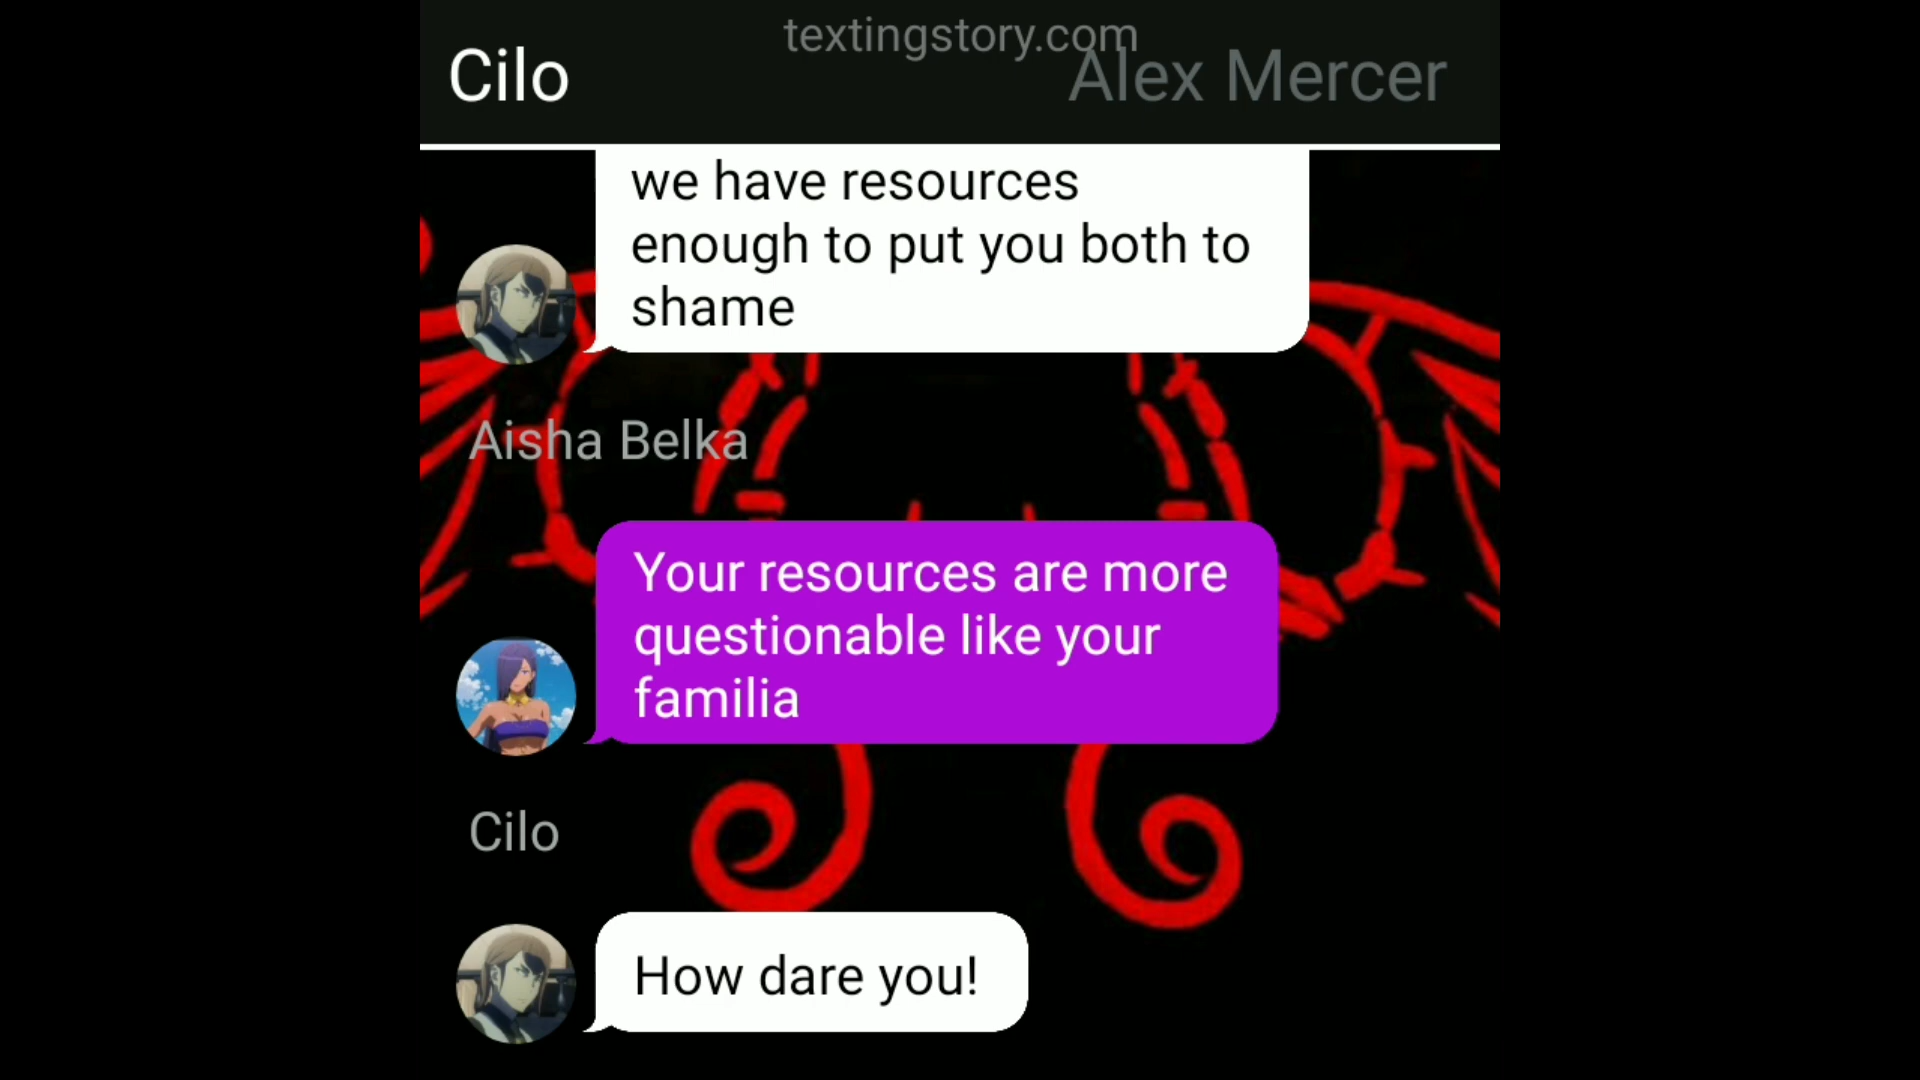 textingstory.com
Cilo
Alex Mercer
we have resources
enough to put you both to
shame
Aisha Belka
Your resources are more
questionable like your
familia
Cilo
How dare you!